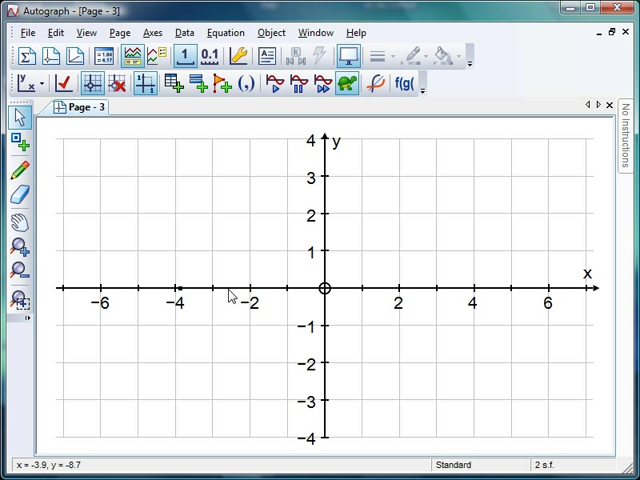 Autograph - [Page - 3]
File Edit View Page Axes Data Equation Object Window Help
1 0.1
y x (,) f(g(
Page - 3
No Instructions
4 y
3
2
1
x
−6 −4 −2 2 4 6
−1
−2
−3
−4
x = -3.9, y = -8.7 Standard 2 s.f.